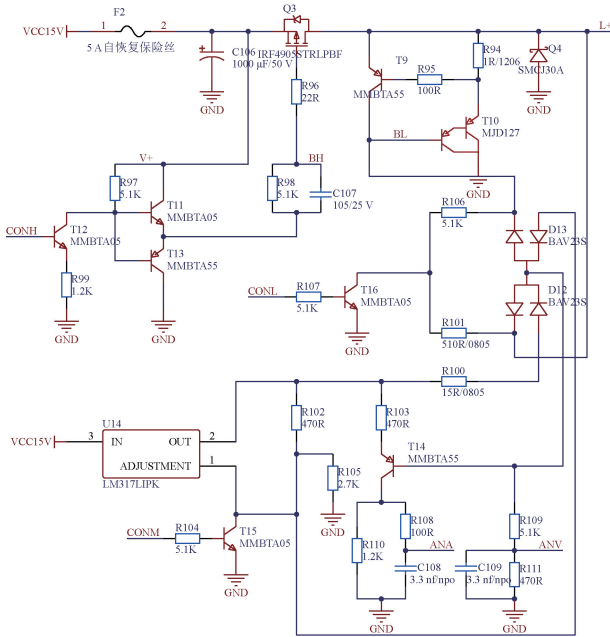 F2
Q3
VCC15V
1
2
L+
5 A自恢复保险丝
C106
1000 μF/50 V
IRF4905STRLPBF
GND
R96
22R
T9
MMBTA55
R95
100R
R94
1R/1206
Q4
SMCJ30A
GND
T10
MJD127
BL
GND
V+
BH
R97
5.1K
T11
MMBTA05
R98
5.1K
C107
105/25 V
CONH
T12
MMBTA05
T13
MMBTA55
R99
1.2K
GND
GND
R106
5.1K
D13
BAV23S
CONL
R107
5.1K
T16
MMBTA05
GND
D12
BAV23S
R101
510R/0805
R100
15R/0805
U14
VCC15V
3
IN
OUT
2
ADJUSTMENT
1
LM317LIPK
R102
470R
R103
470R
T14
MMBTA55
R105
2.7K
GND
CONM
R104
5.1K
T15
MMBTA05
GND
R108
100R
R110
1.2K
ANA
C108
3.3 nf/npo
GND
R109
5.1K
ANV
C109
3.3 nf/npo
R111
470R
GND